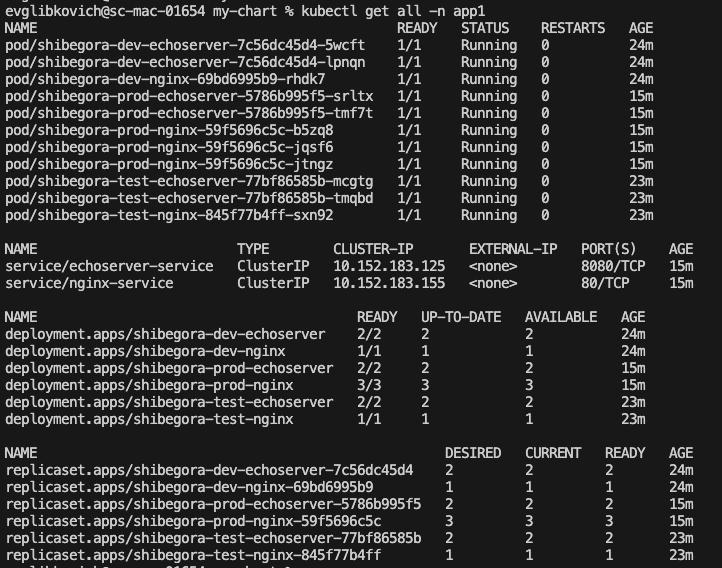 evglibkovich@sc-mac-01654 my-chart % kubectl get all -n app1
NAME READY STATUS RESTARTS AGE
pod/shibegora-dev-echoserver-7c56dc45d4-5wcft 1/1 Running 0 24m
pod/shibegora-dev-echoserver-7c56dc45d4-lpnqn 1/1 Running 0 24m
pod/shibegora-dev-nginx-69bd6995b9-rhdk7 1/1 Running 0 24m
pod/shibegora-prod-echoserver-5786b995f5-srltx 1/1 Running 0 15m
pod/shibegora-prod-echoserver-5786b995f5-tmf7t 1/1 Running 0 15m
pod/shibegora-prod-nginx-59f5696c5c-b5zq8 1/1 Running 0 15m
pod/shibegora-prod-nginx-59f5696c5c-jqsf6 1/1 Running 0 15m
pod/shibegora-prod-nginx-59f5696c5c-jtngz 1/1 Running 0 15m
pod/shibegora-test-echoserver-77bf86585b-mcgtg 1/1 Running 0 23m
pod/shibegora-test-echoserver-77bf86585b-tmqbd 1/1 Running 0 23m
pod/shibegora-test-nginx-845f77b4ff-sxn92 1/1 Running 0 23m
NAME TYPE CLUSTER-IP EXTERNAL-IP PORT(S) AGE
service/echoserver-service ClusterIP 10.152.183.125 <none> 8080/TCP 15m
service/nginx-service ClusterIP 10.152.183.155 <none> 80/TCP 15m
NAME READY UP-TO-DATE AVAILABLE AGE
deployment.apps/shibegora-dev-echoserver 2/2 2 2 24m
deployment.apps/shibegora-dev-nginx 1/1 1 1 24m
deployment.apps/shibegora-prod-echoserver 2/2 2 2 15m
deployment.apps/shibegora-prod-nginx 3/3 3 3 15m
deployment.apps/shibegora-test-echoserver 2/2 2 2 23m
deployment.apps/shibegora-test-nginx 1/1 1 1 23m
NAME DESIRED CURRENT READY AGE
replicaset.apps/shibegora-dev-echoserver-7c56dc45d4 2 2 2 24m
replicaset.apps/shibegora-dev-nginx-69bd6995b9 1 1 1 24m
replicaset.apps/shibegora-prod-echoserver-5786b995f5 2 2 2 15m
replicaset.apps/shibegora-prod-nginx-59f5696c5c 3 3 3 15m
replicaset.apps/shibegora-test-echoserver-77bf86585b 2 2 2 23m
replicaset.apps/shibegora-test-nginx-845f77b4ff 1 1 1 23m